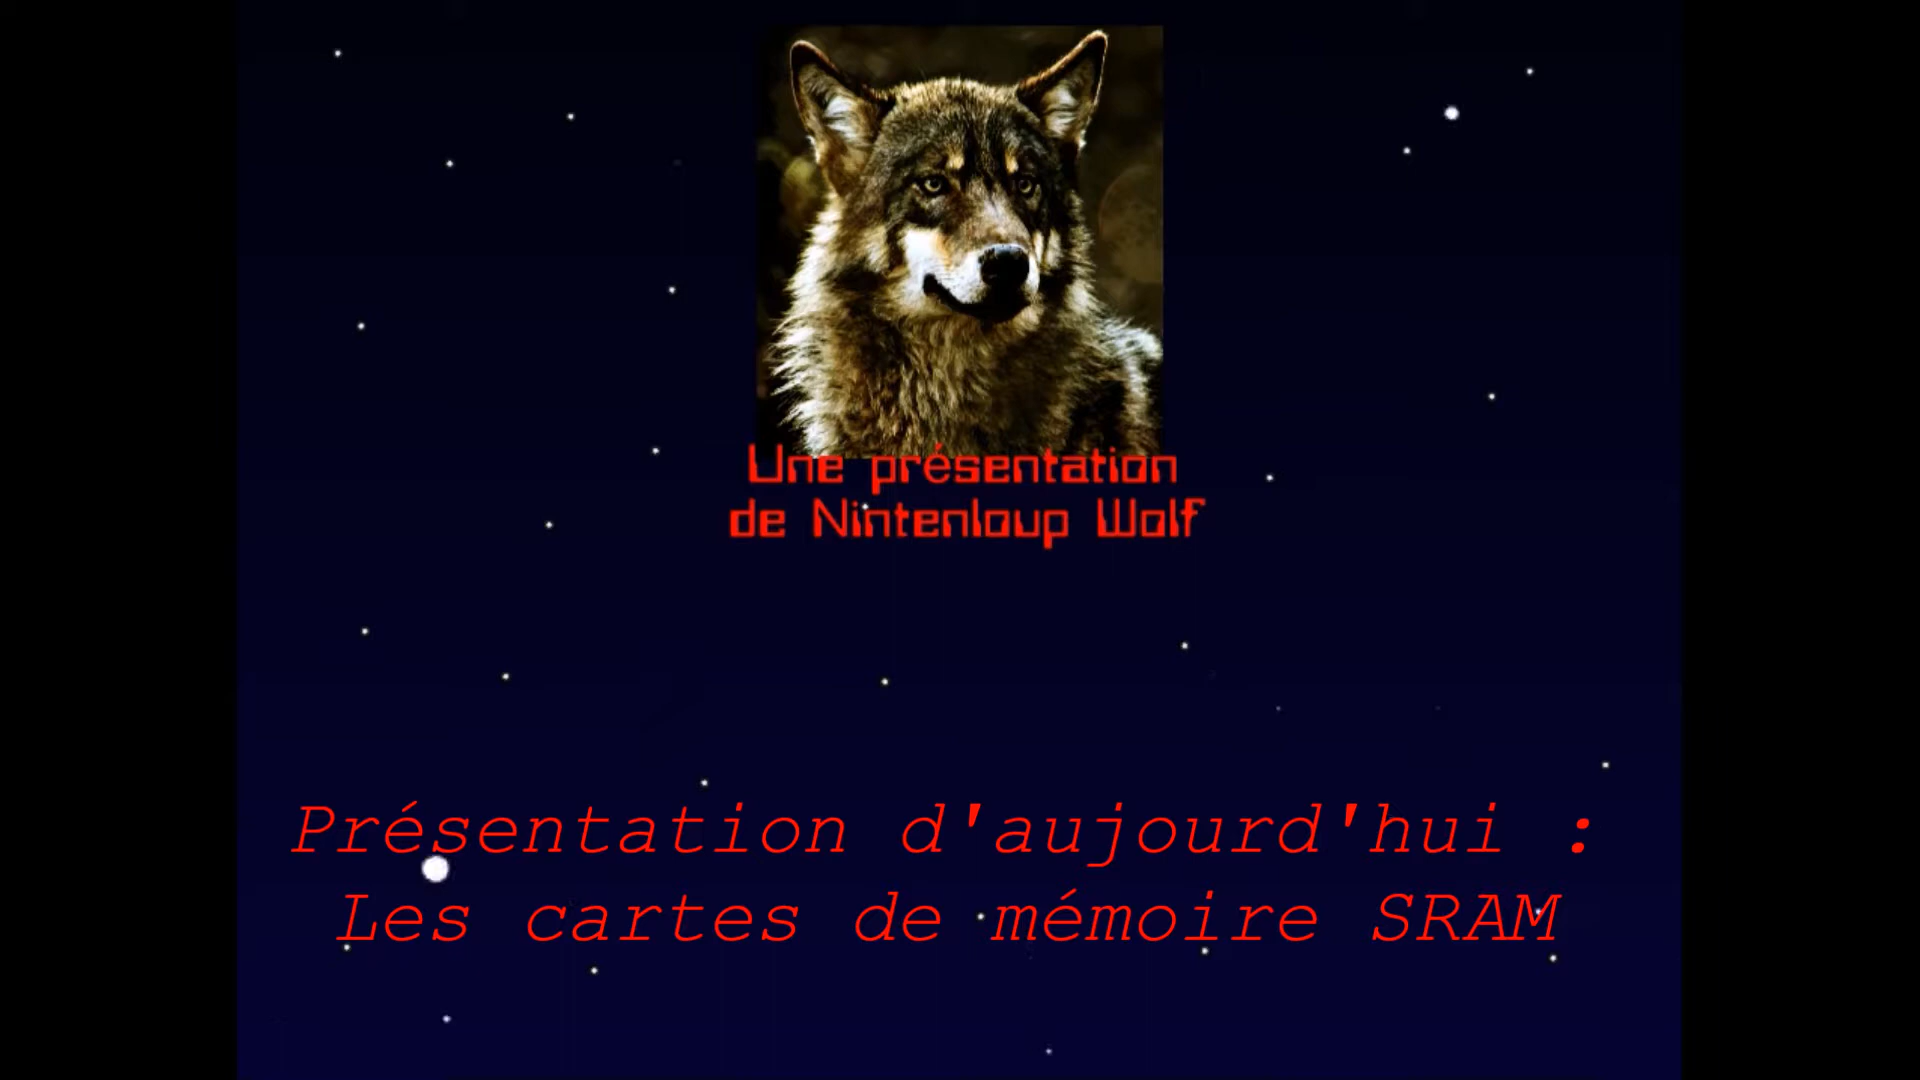 Une présentation
de Nintenloup Wolf
Présentation d'aujourd'hui :
Les cartes de mémoire SRAM